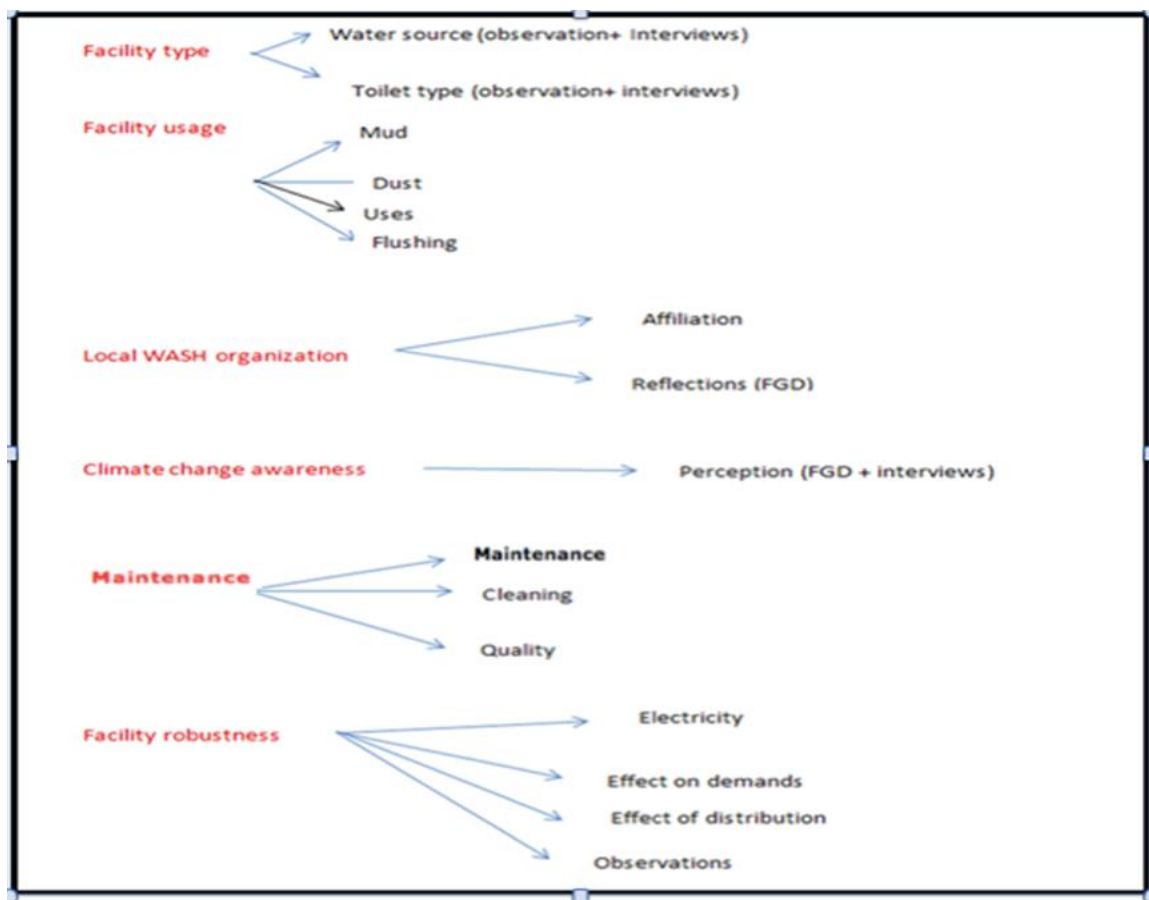 Facility type
Water source (observation+ Interviews)
Toilet type (observation+ interviews)
Facility usage
Mud
Dust
Uses
Flushing
Local WASH organization
Affiliation
Reflections (FGD)
Climate change awareness
Perception (FGD + interviews)
Maintenance
Maintenance
Cleaning
Quality
Facility robustness
Electricity
Effect on demands
Effect of distribution
Observations